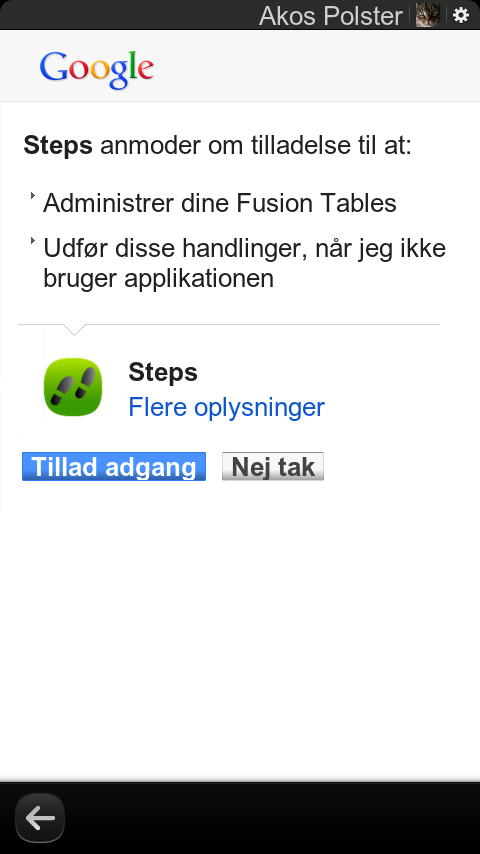 Akos Polster
Google
Steps anmoder om tilladelse til at:
Administrer dine Fusion Tables
Udfør disse handlinger, når jeg ikke
bruger applikationen
Steps
Flere oplysninger
Tillad adgang
Nej tak